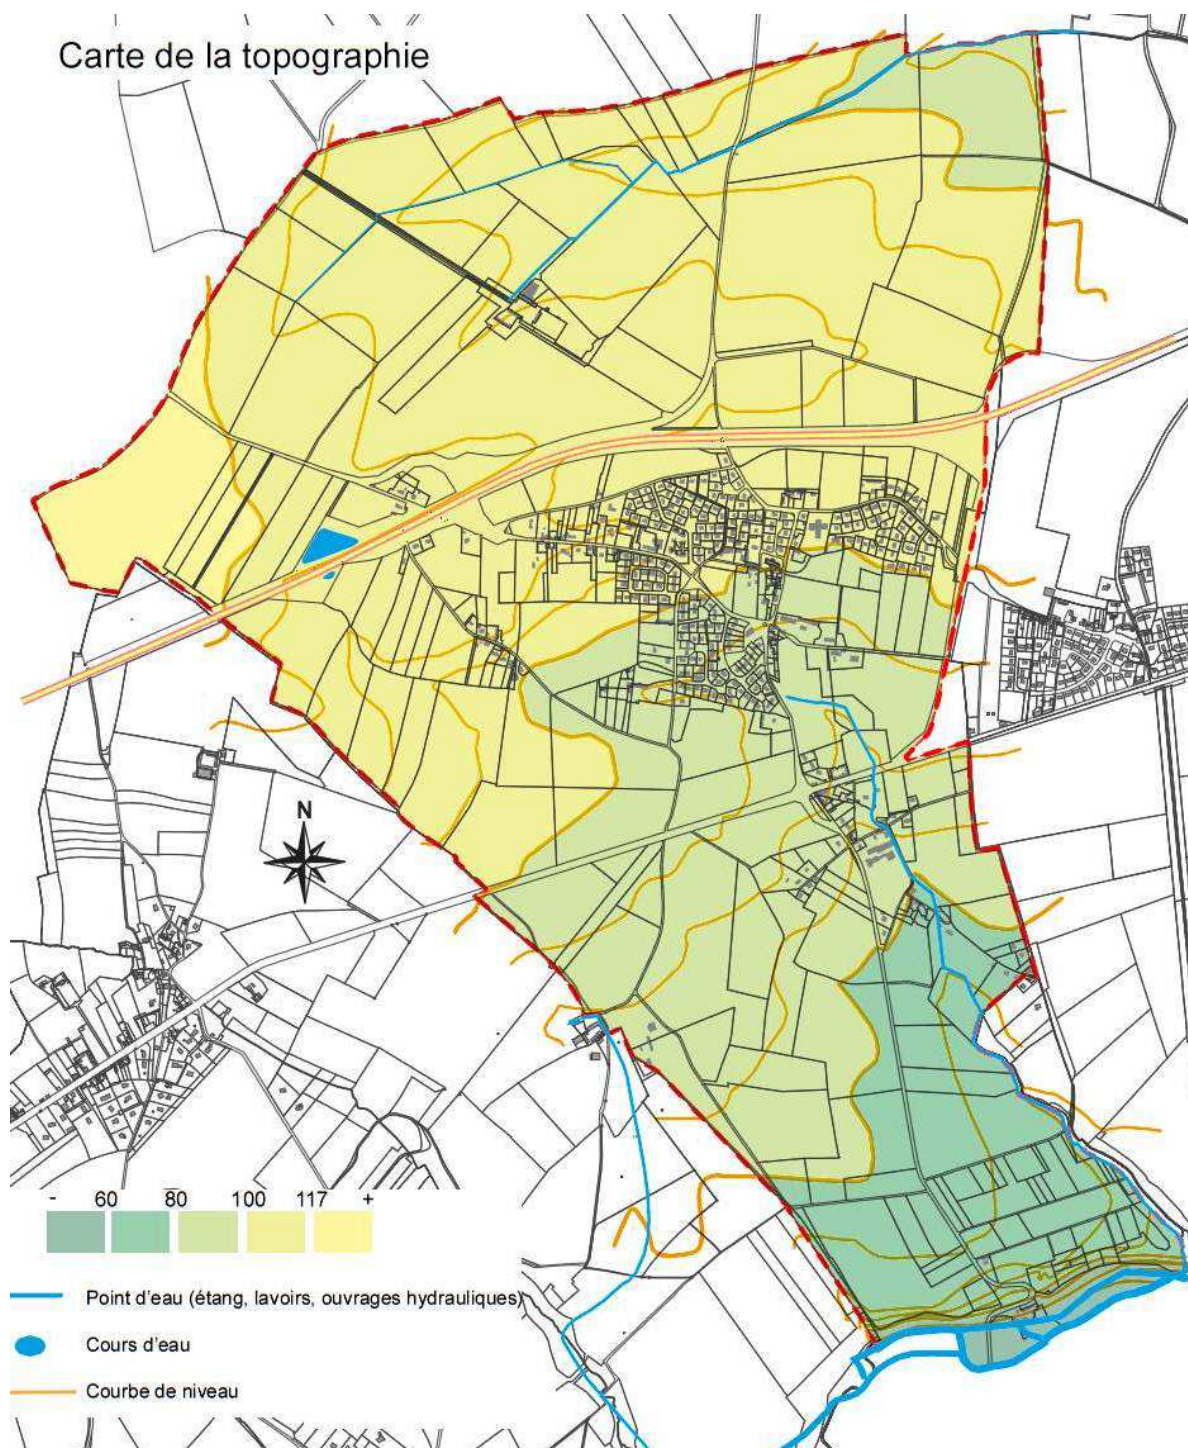 Carte de la topographie
N
- 60 80 100 117 +
Point d'eau (étang, lavoirs, ouvrages hydrauliques)
Cours d'eau
Courbe de niveau